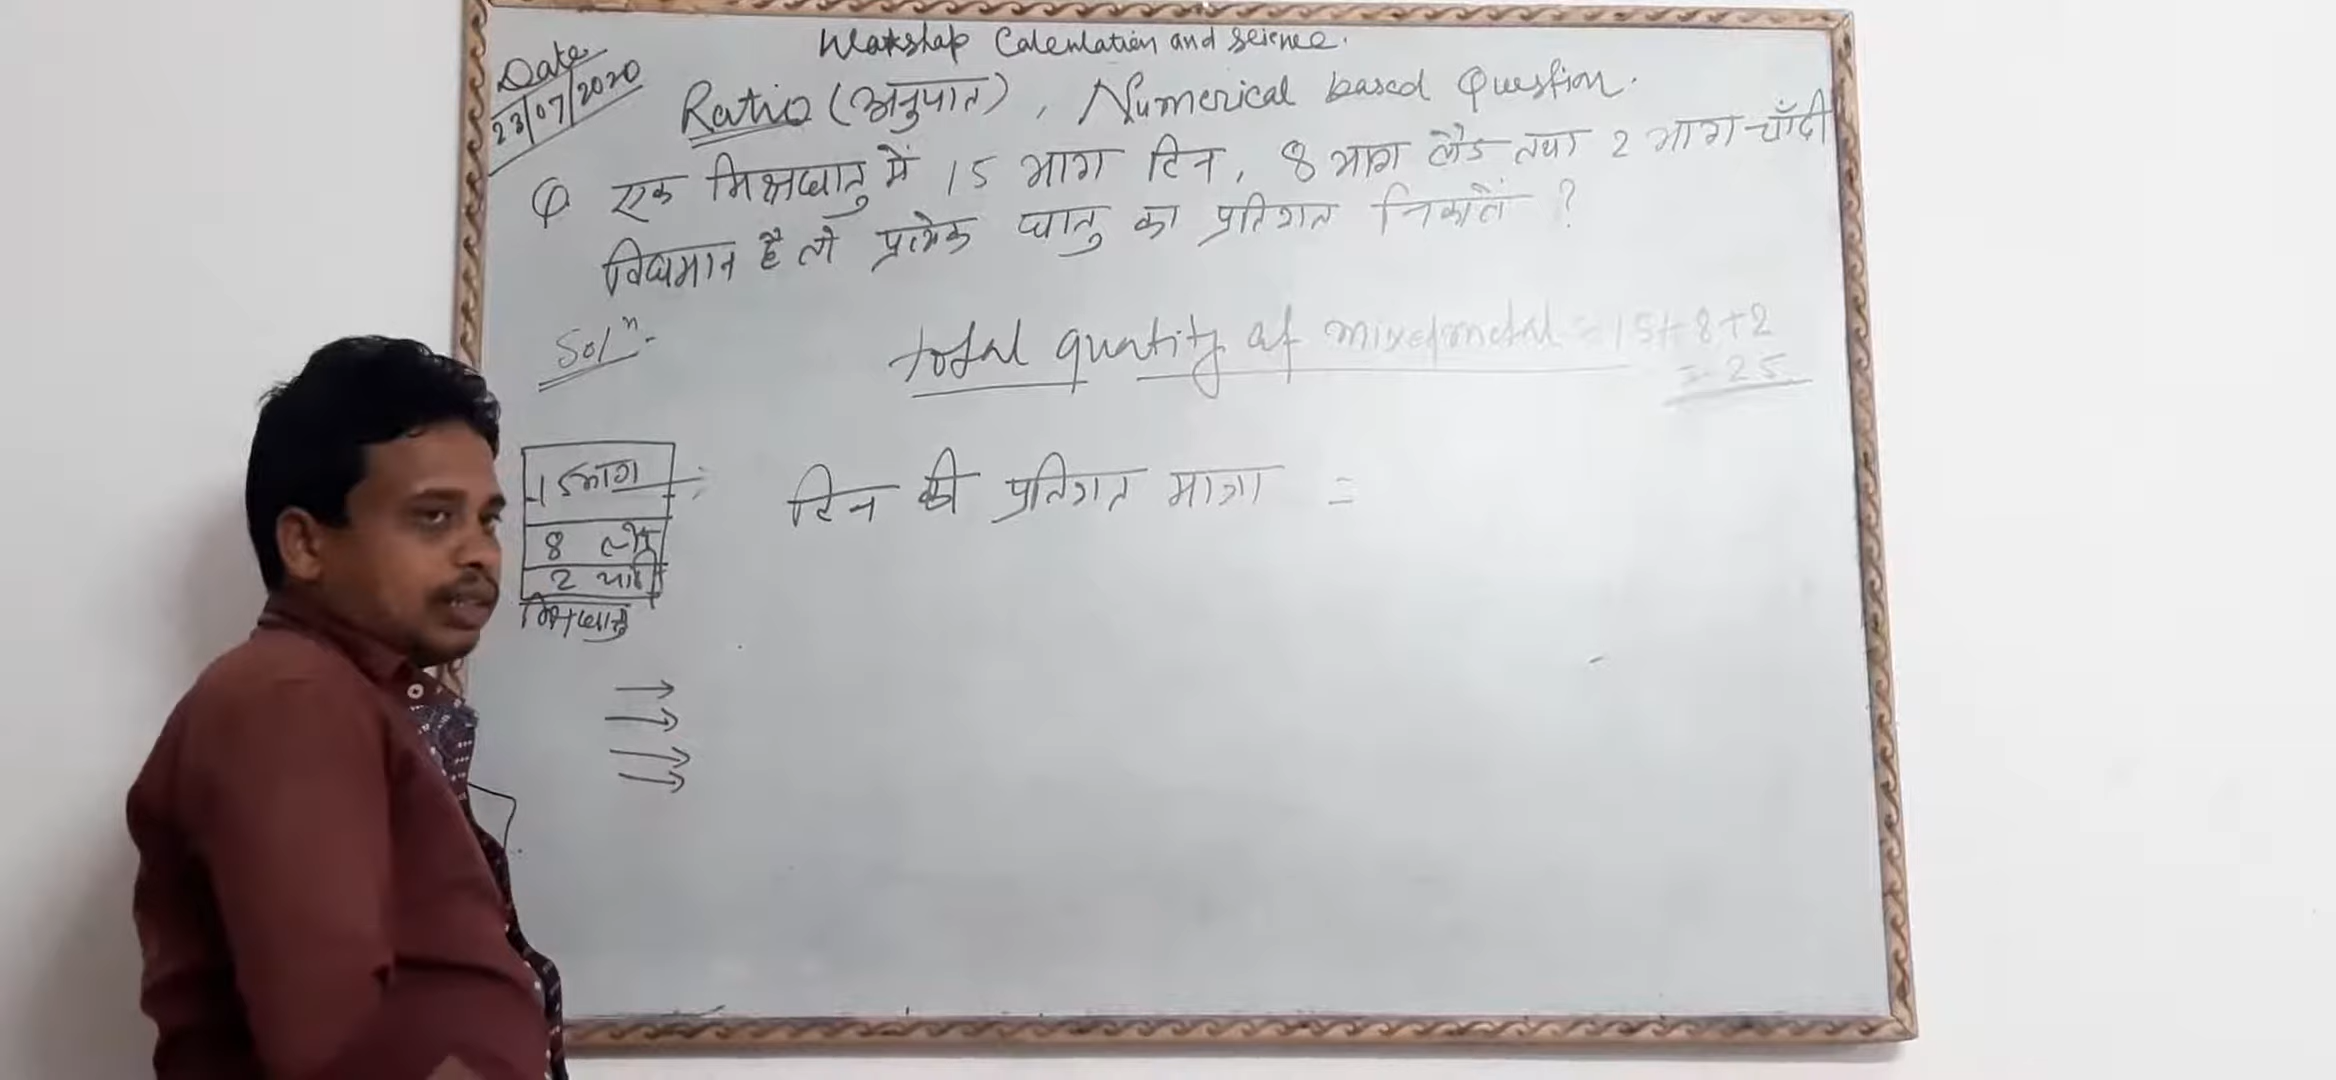 Date
23/07/2020
Workshop Calculation and Science.
Ratio (अनुपात), Numerical based Question.
Q एक मिश्रधातु में 15 भाग टिन, 8 भाग लैड तथा 2 भाग चाँदी
विद्यमान है तो प्रत्येक धातु का प्रतिशत निकालें ?
Solⁿ-
total quatity of mixed metal = 15+8+2
= 25
15 भाग
8 लैड
2 चाँदी
मिश्रधातु
टिन की प्रतिशत मात्रा =